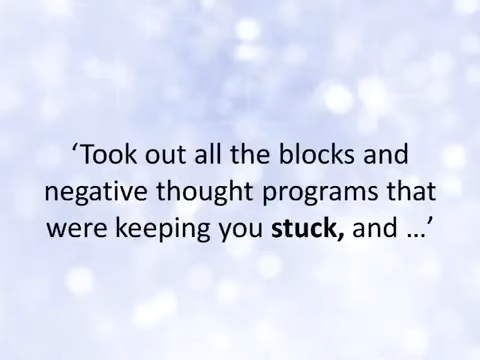 ‘Took out all the blocks and
negative thought programs that
were keeping you stuck, and …’